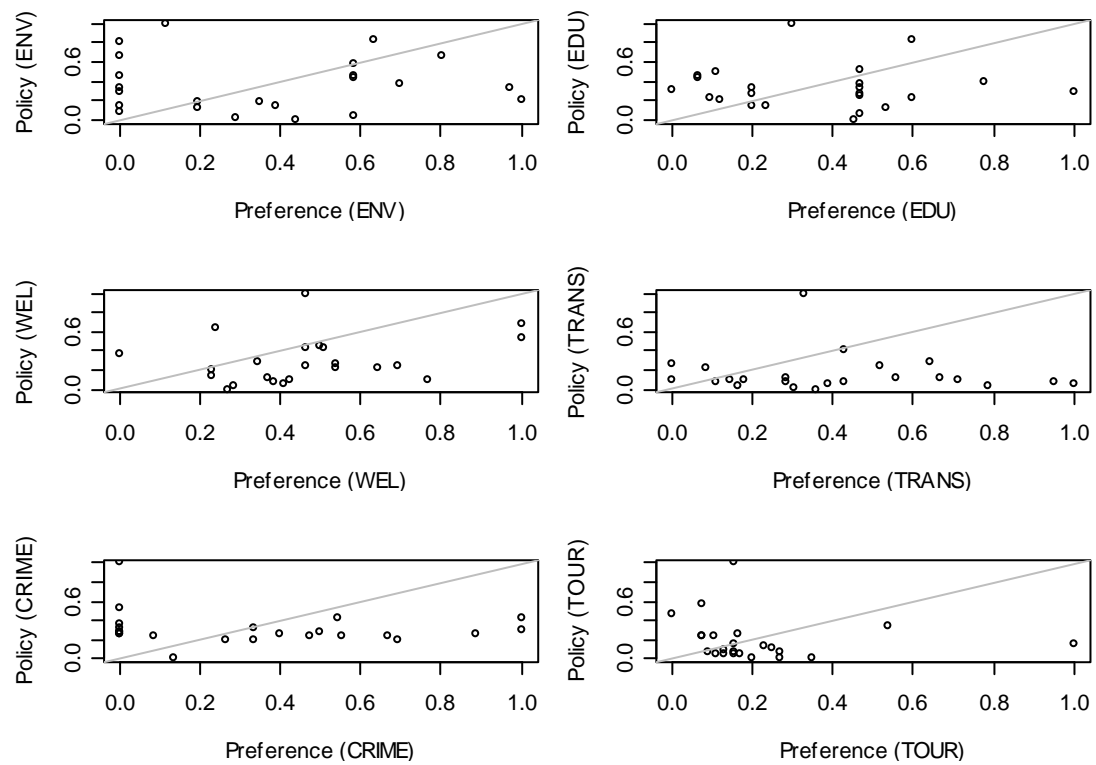 Policy (ENV)
0.0 0.6
0.0 0.2 0.4 0.6 0.8 1.0
Preference (ENV)
Policy (EDU)
0.0 0.6
0.0 0.2 0.4 0.6 0.8 1.0
Preference (EDU)
Policy (WEL)
0.0 0.6
0.0 0.2 0.4 0.6 0.8 1.0
Preference (WEL)
Policy (TRANS)
0.0 0.6
0.0 0.2 0.4 0.6 0.8 1.0
Preference (TRANS)
Policy (CRIME)
0.0 0.6
0.0 0.2 0.4 0.6 0.8 1.0
Preference (CRIME)
Policy (TOUR)
0.0 0.6
0.0 0.2 0.4 0.6 0.8 1.0
Preference (TOUR)